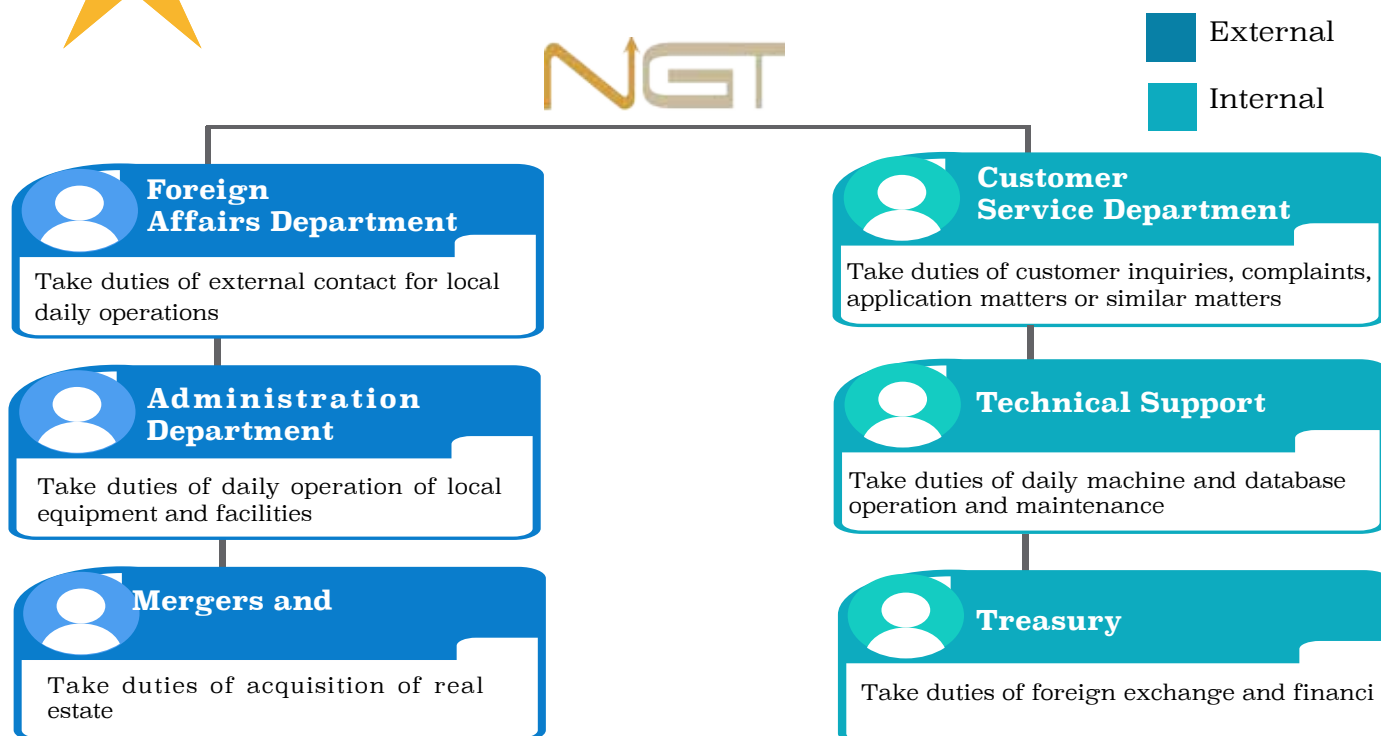 External
Internal
NGT
Foreign
Affairs Department
Take duties of external contact for local
daily operations
Administration
Department
Take duties of daily operation of local
equipment and facilities
Mergers and
Take duties of acquisition of real
estate
Customer
Service Department
Take duties of customer inquiries, complaints,
application matters or similar matters
Technical Support
Take duties of daily machine and database
operation and maintenance
Treasury
Take duties of foreign exchange and financi